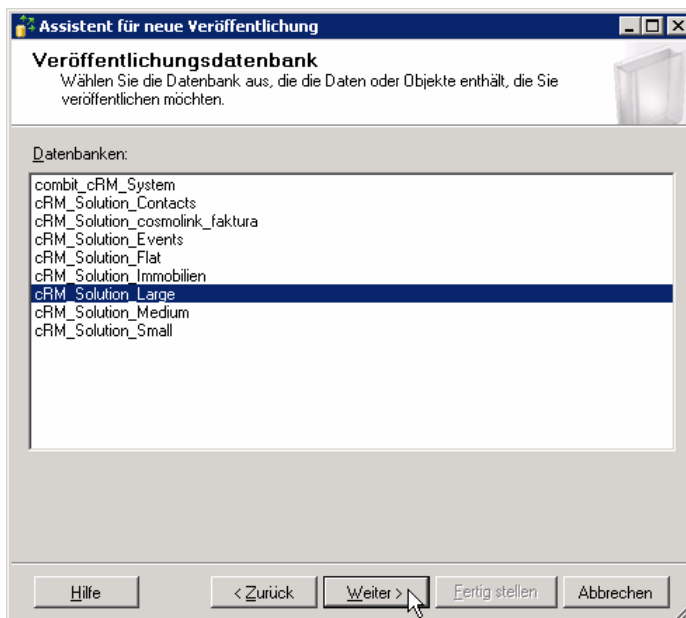 Assistent für neue Veröffentlichung
Veröffentlichungsdatenbank
Wählen Sie die Datenbank aus, die die Daten oder Objekte enthält, die Sie
veröffentlichen möchten.
Datenbanken:
combit_cRM_System
cRM_Solution_Contacts
cRM_Solution_cosmolink_faktura
cRM_Solution_Events
cRM_Solution_Flat
cRM_Solution_Immobilien
cRM_Solution_Large
cRM_Solution_Medium
cRM_Solution_Small
Hilfe < Zurück Weiter > Fertig stellen Abbrechen